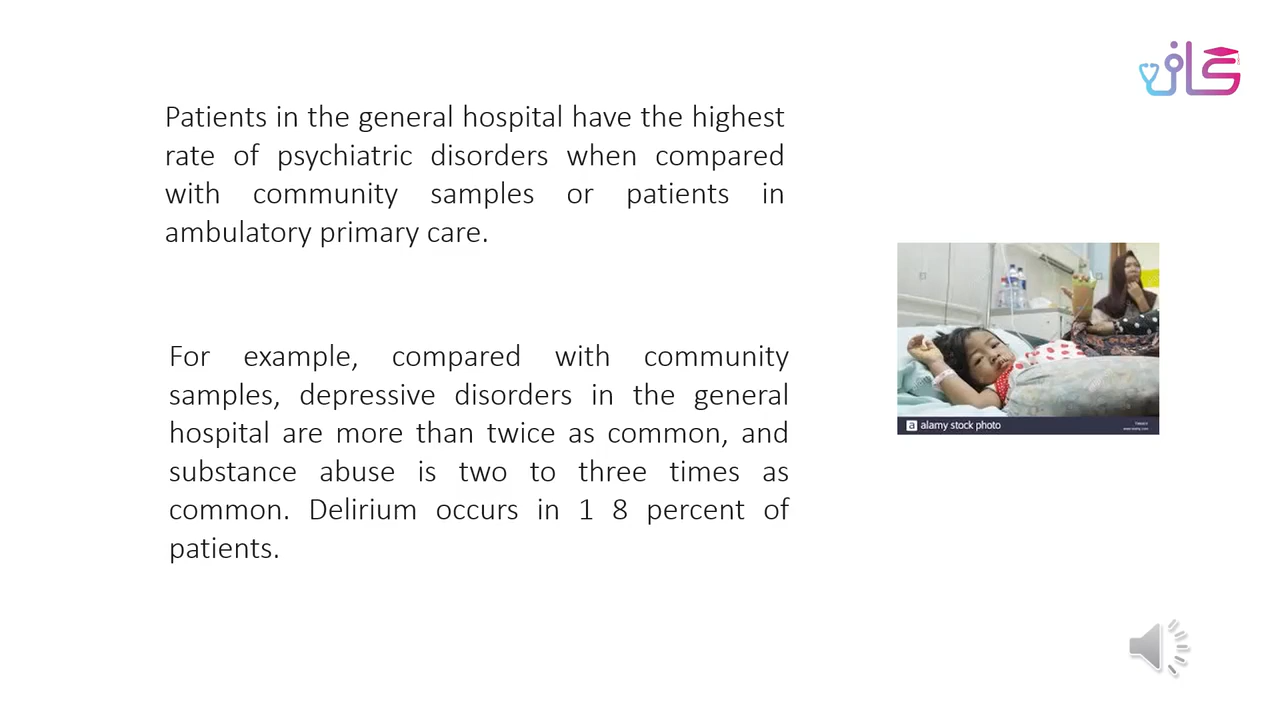 كان
Patients in the general hospital have the highest
rate of psychiatric disorders when compared
with community samples or patients in
ambulatory primary care.
For example, compared with community
samples, depressive disorders in the general
hospital are more than twice as common, and
substance abuse is two to three times as
common. Delirium occurs in 1 8 percent of
patients.
a alamy stock photo